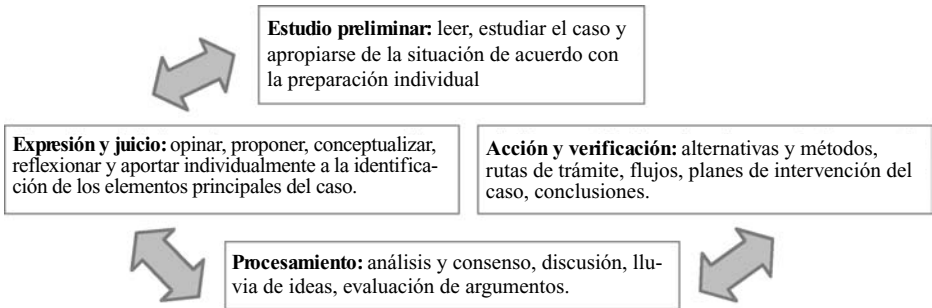 Estudio preliminar: leer, estudiar el caso y
apropiarse de la situación de acuerdo con
la preparación individual
Expresión y juicio: opinar, proponer, conceptualizar,
reflexionar y aportar individualmente a la identifica-
ción de los elementos principales del caso.
Acción y verificación: alternativas y métodos,
rutas de trámite, flujos, planes de intervención del
caso, conclusiones.
Procesamiento: análisis y consenso, discusión, llu-
via de ideas, evaluación de argumentos.